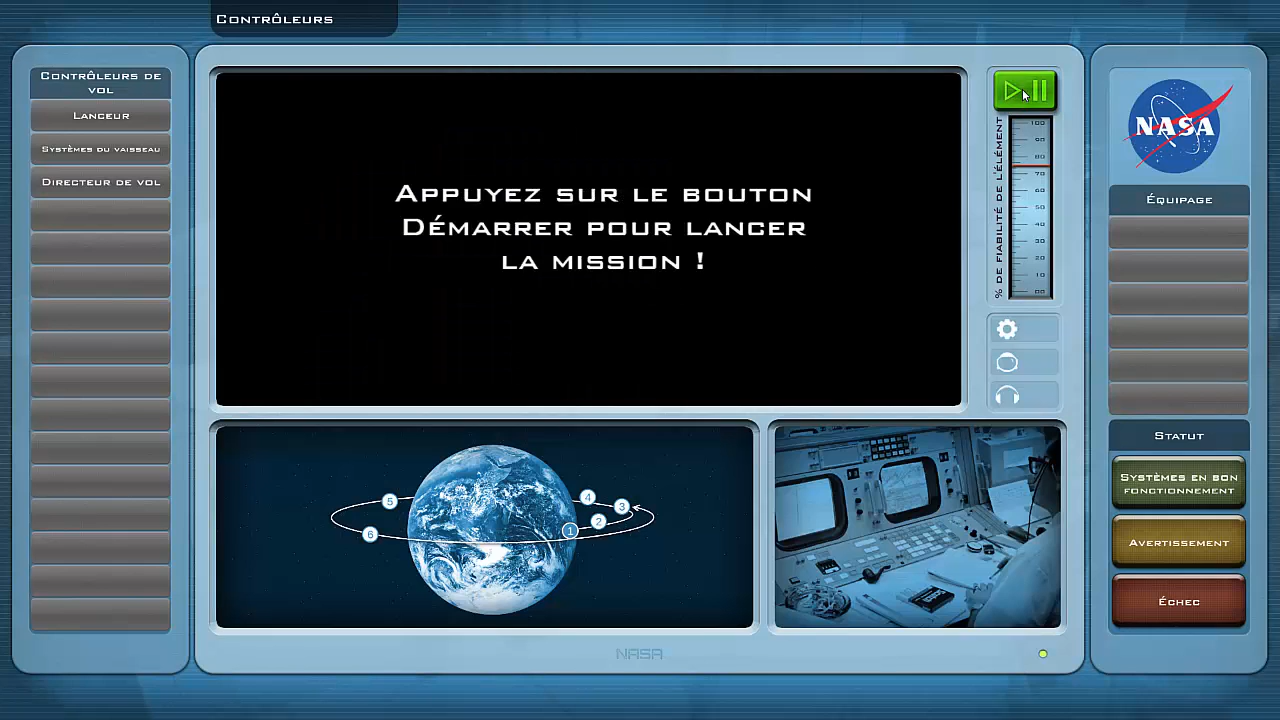 Contrôleurs
Contrôleurs de
vol
Lanceur
Systèmes du vaisseau
Directeur de vol
Appuyez sur le bouton
Démarrer pour lancer
la mission !
% de fiabilité de l'élément
100
90
80
70
60
50
40
30
20
10
00
NASA
Équipage
Statut
Systèmes en bon
fonctionnement
Avertissement
Échec
5
4
3
2
1
6
NASA